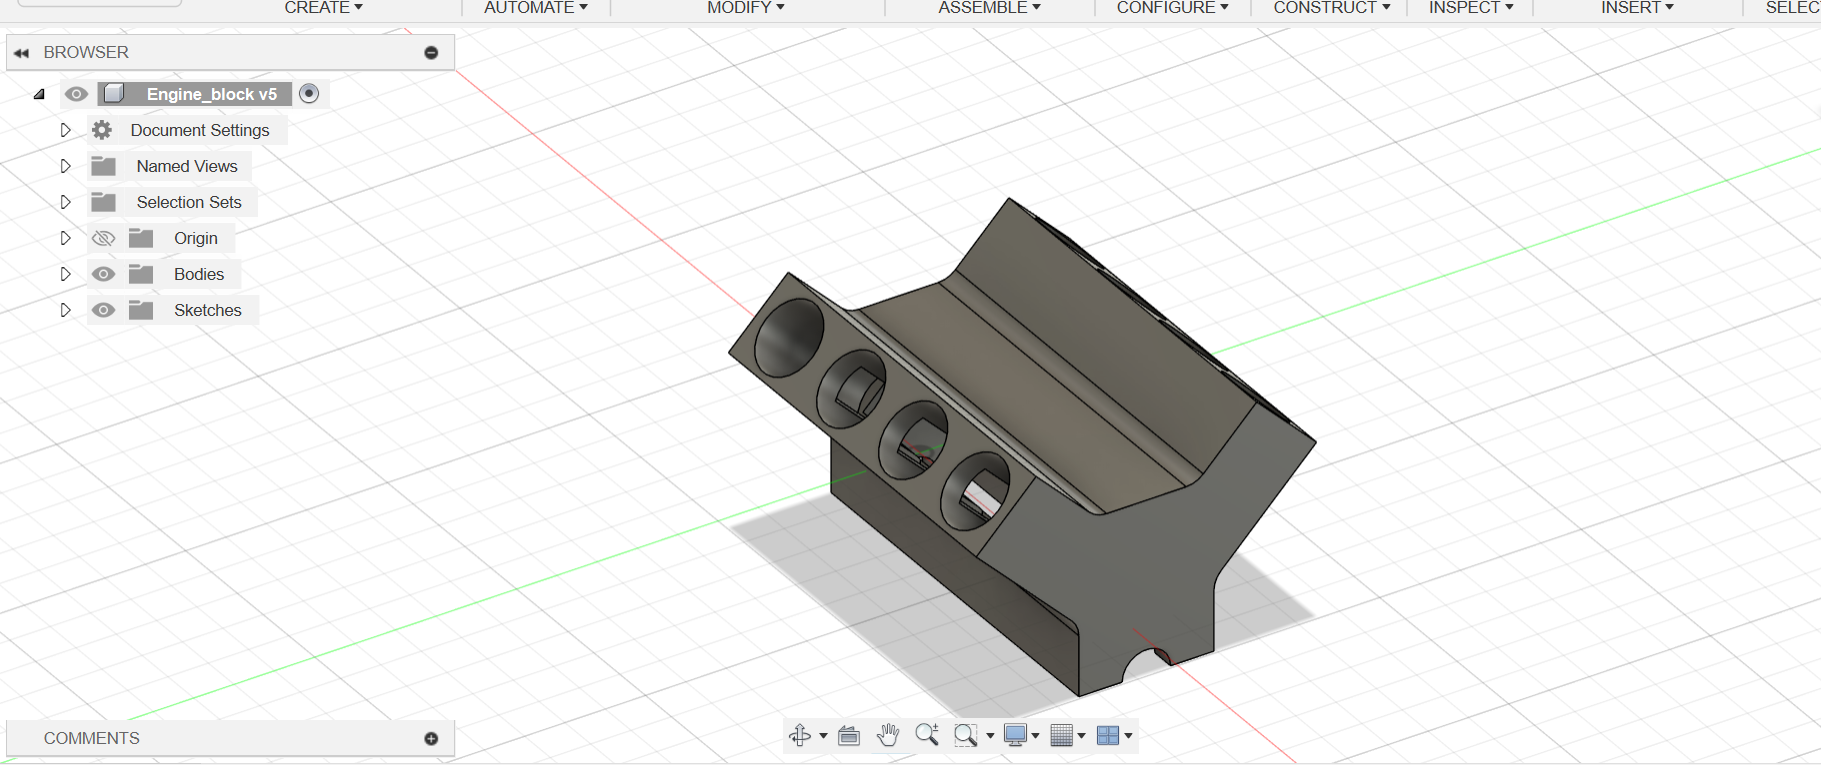 CREATE AUTOMATE MODIFY ASSEMBLE CONFIGURE CONSTRUCT INSPECT INSERT SELEC
BROWSER
Engine_block v5
Document Settings
Named Views
Selection Sets
Origin
Bodies
Sketches
COMMENTS